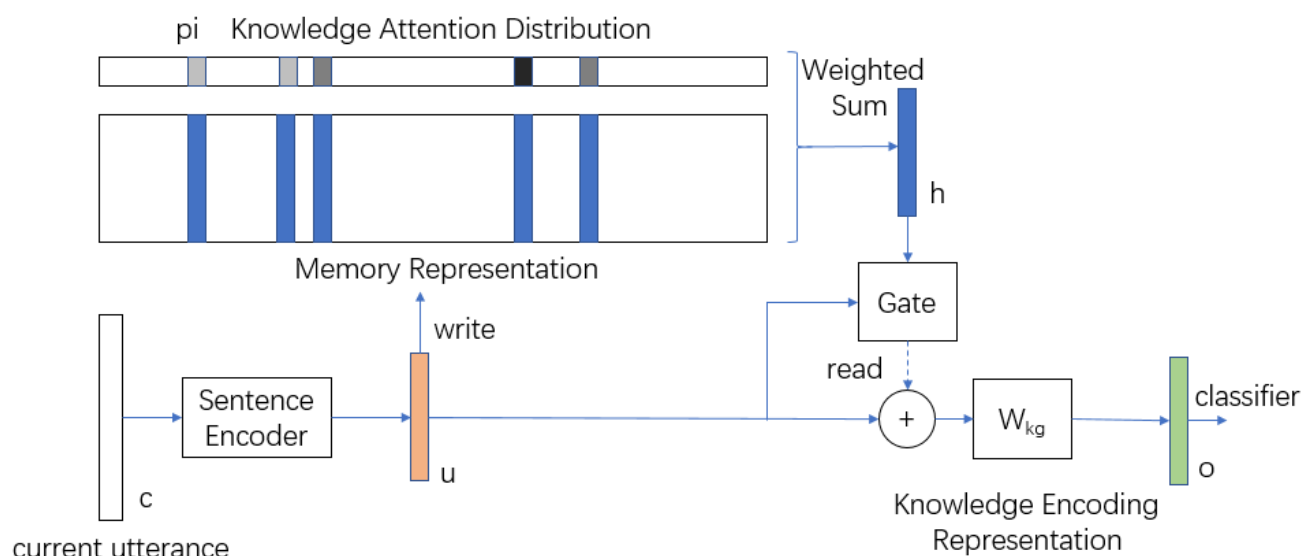 pi Knowledge Attention Distribution
Weighted
Sum
h
Memory Representation
Gate
write
read
Sentence
Encoder
+
W_kg
classifier
c
u
o
Knowledge Encoding
Representation
current utterance